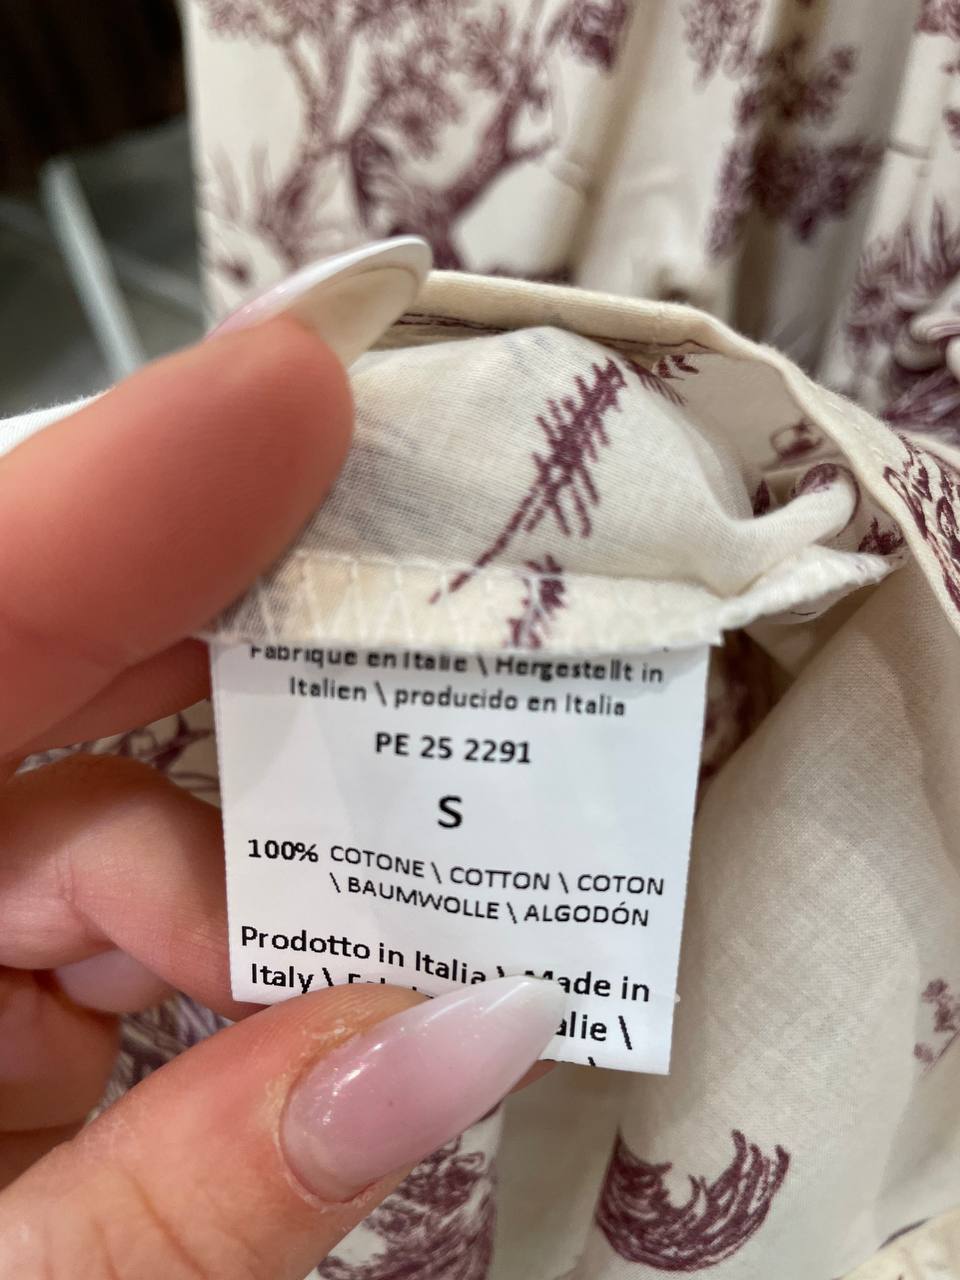 Fabrique en Italie \ Hergestellt in
Italien \ producido en Italia
PE 25 2291
S
100% COTONE \ COTTON \ COTON
\ BAUMWOLLE \ ALGODÓN
Prodotto in Italia \ Made in
Italy \
\